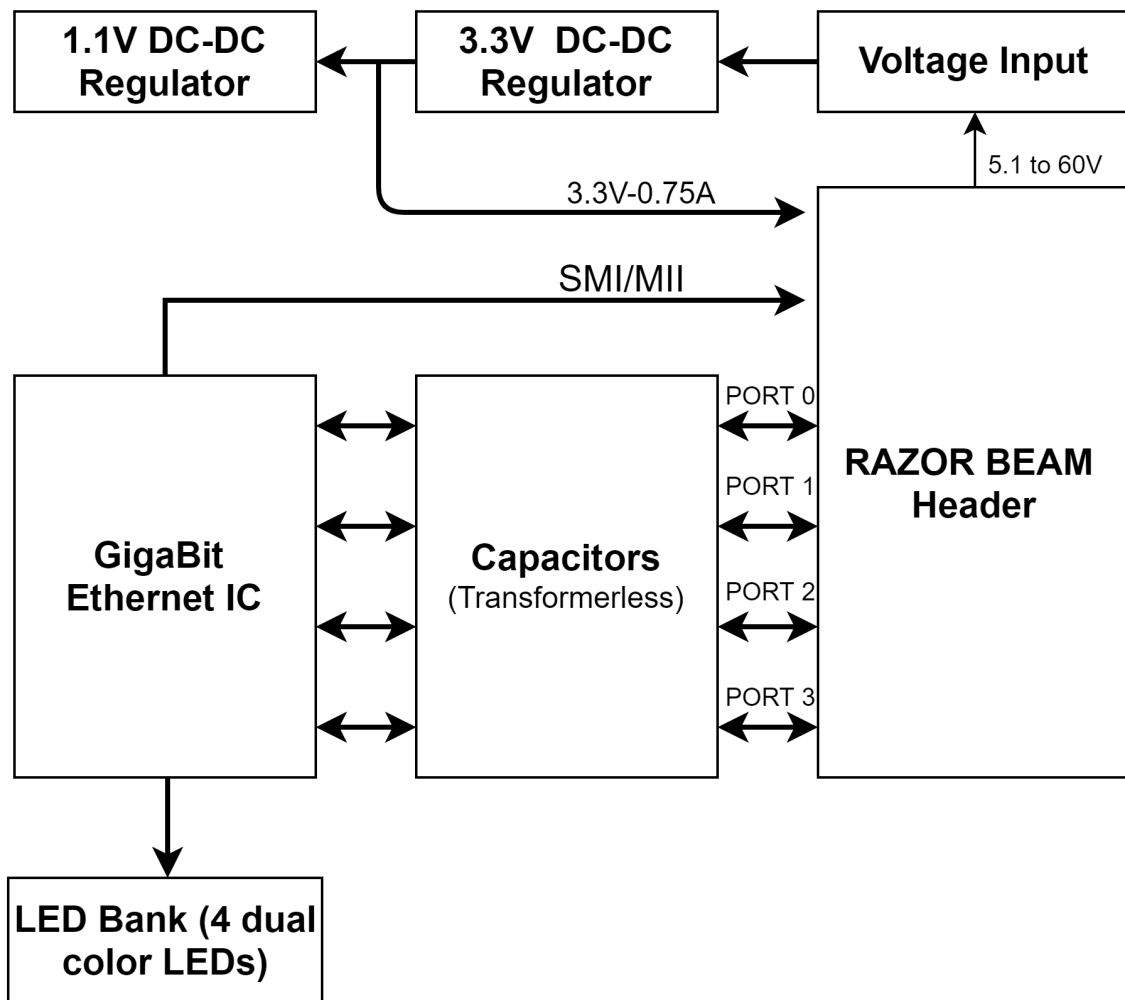 1.1V DC-DC
Regulator
3.3V DC-DC
Regulator
Voltage Input
5.1 to 60V
3.3V-0.75A
SMI/MII
PORT 0
PORT 1
PORT 2
PORT 3
RAZOR BEAM
Header
GigaBit
Ethernet IC
Capacitors
(Transformerless)
LED Bank (4 dual
color LEDs)